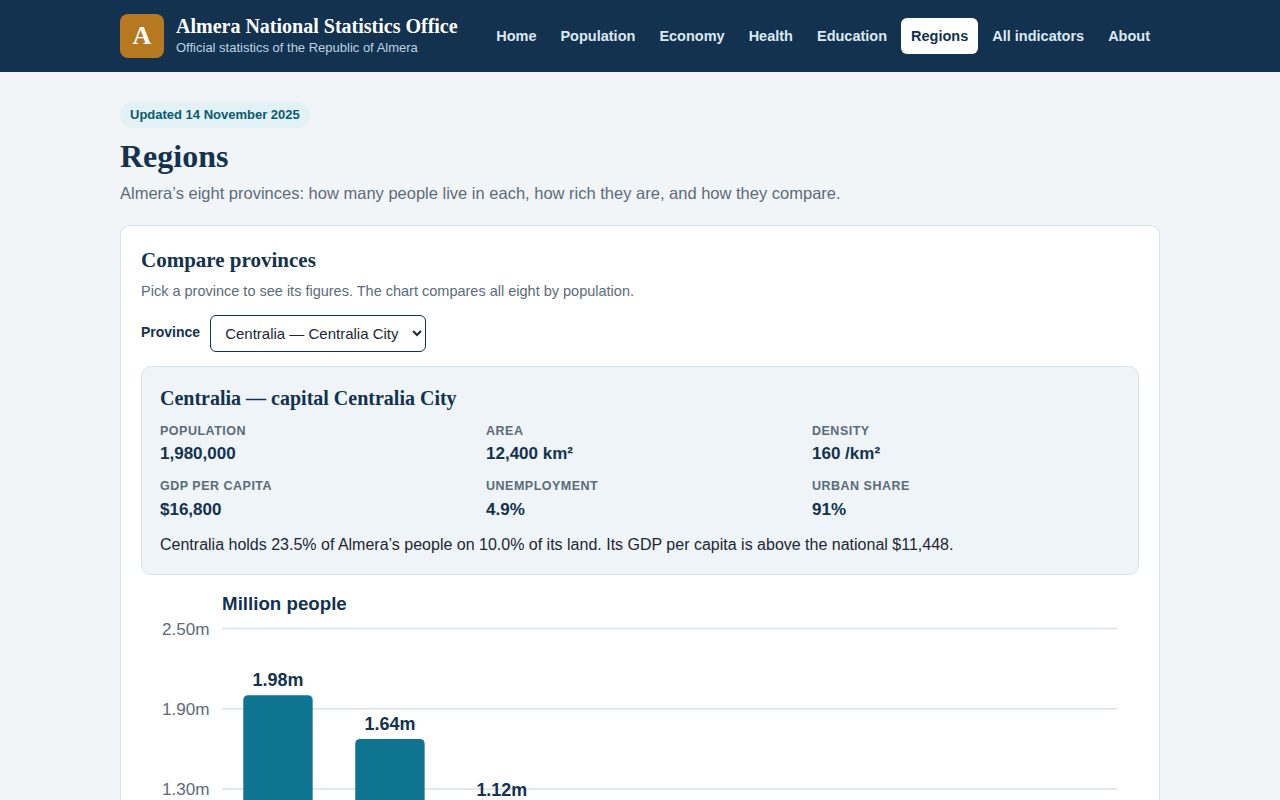 A
Almera National Statistics Office
Official statistics of the Republic of Almera
Home Population Economy Health Education Regions All indicators About
Updated 14 November 2025
Regions
Almera’s eight provinces: how many people live in each, how rich they are, and how they compare.
Compare provinces
Pick a province to see its figures. The chart compares all eight by population.
Province Centralia — Centralia City
Centralia — capital Centralia City
POPULATION AREA DENSITY
1,980,000 12,400 km² 160 /km²
GDP PER CAPITA UNEMPLOYMENT URBAN SHARE
$16,800 4.9% 91%
Centralia holds 23.5% of Almera’s people on 10.0% of its land. Its GDP per capita is above the national $11,448.
Million people
2.50m
1.98m
1.90m
1.64m
1.30m
1.12m